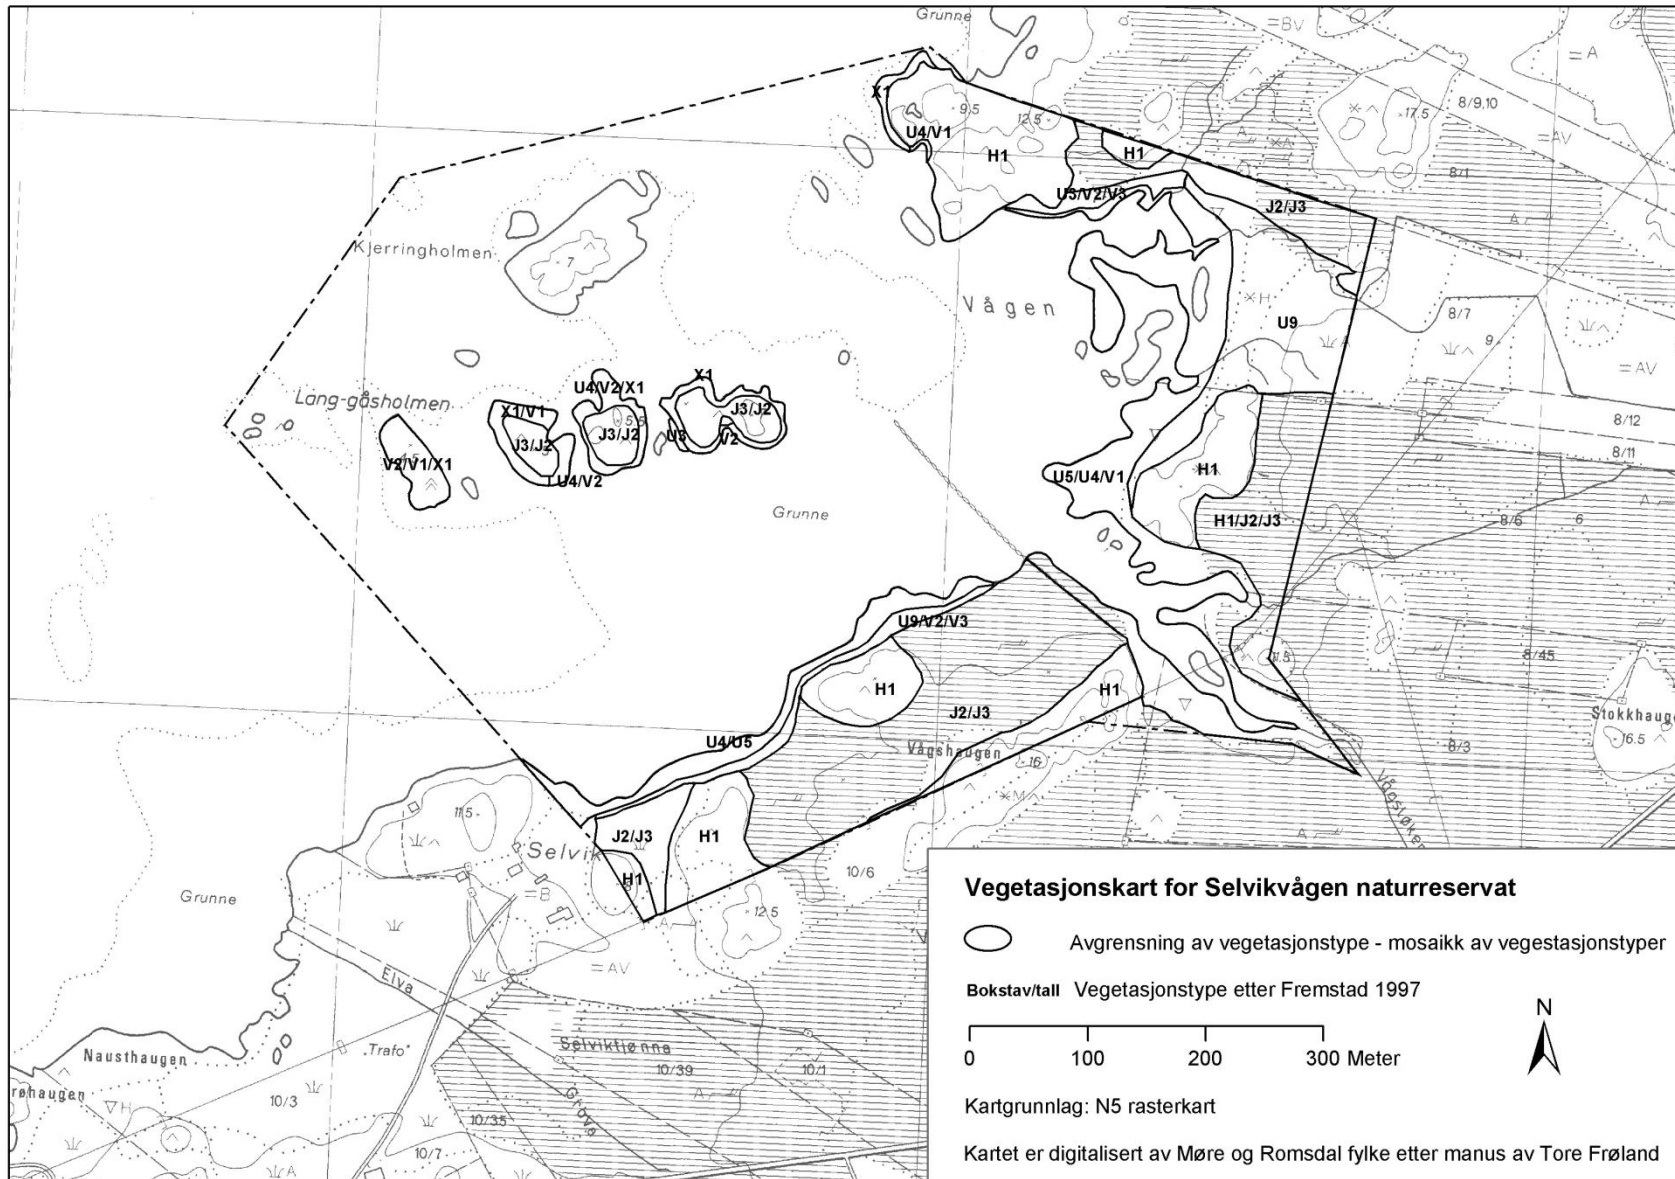 Grunne
= BV
= A
X1
9.5
12.5
U4/V1
H1
H1
8/9,10
17.5
= AV
8/1
U3/V2/V3
J2/J3
Kjerringholmen
7
Vågen
H
U9
8/7
9
= AV
Lang-gåsholmen
U4/V2/X1
X1
X1/V1
J3/J2
5.5
J3/J2
J3/J2
U3
V2
V2/V1/X1
U4/V2
8/12
8/11
U5/U4/V1
H1
H1/J2/J3
Grunne
8/6
6
U9/V2/V3
H1
H1
11.5
8/45
J2/J3
Stokkhaugen
16.5
U4/U5
Vågshaugen
16
8/3
M
Vågsløken
11.5
J2/J3
H1
Selvik
H1
10/6
Grunne
= B
12.5
= AV
Elva
Nausthaugen
"Trafo"
Selviktjønna
10/39
10/1
10/3
Grova
10/35
10/7
Vegetasjonskart for Selvikvågen naturreservat
Avgrensning av vegetasjonstype - mosaikk av vegestasjonstyper
Bokstav/tall Vegetasjonstype etter Fremstad 1997
N
0 100 200 300 Meter
Kartgrunnlag: N5 rasterkart
Kartet er digitalisert av Møre og Romsdal fylke etter manus av Tore Frøland